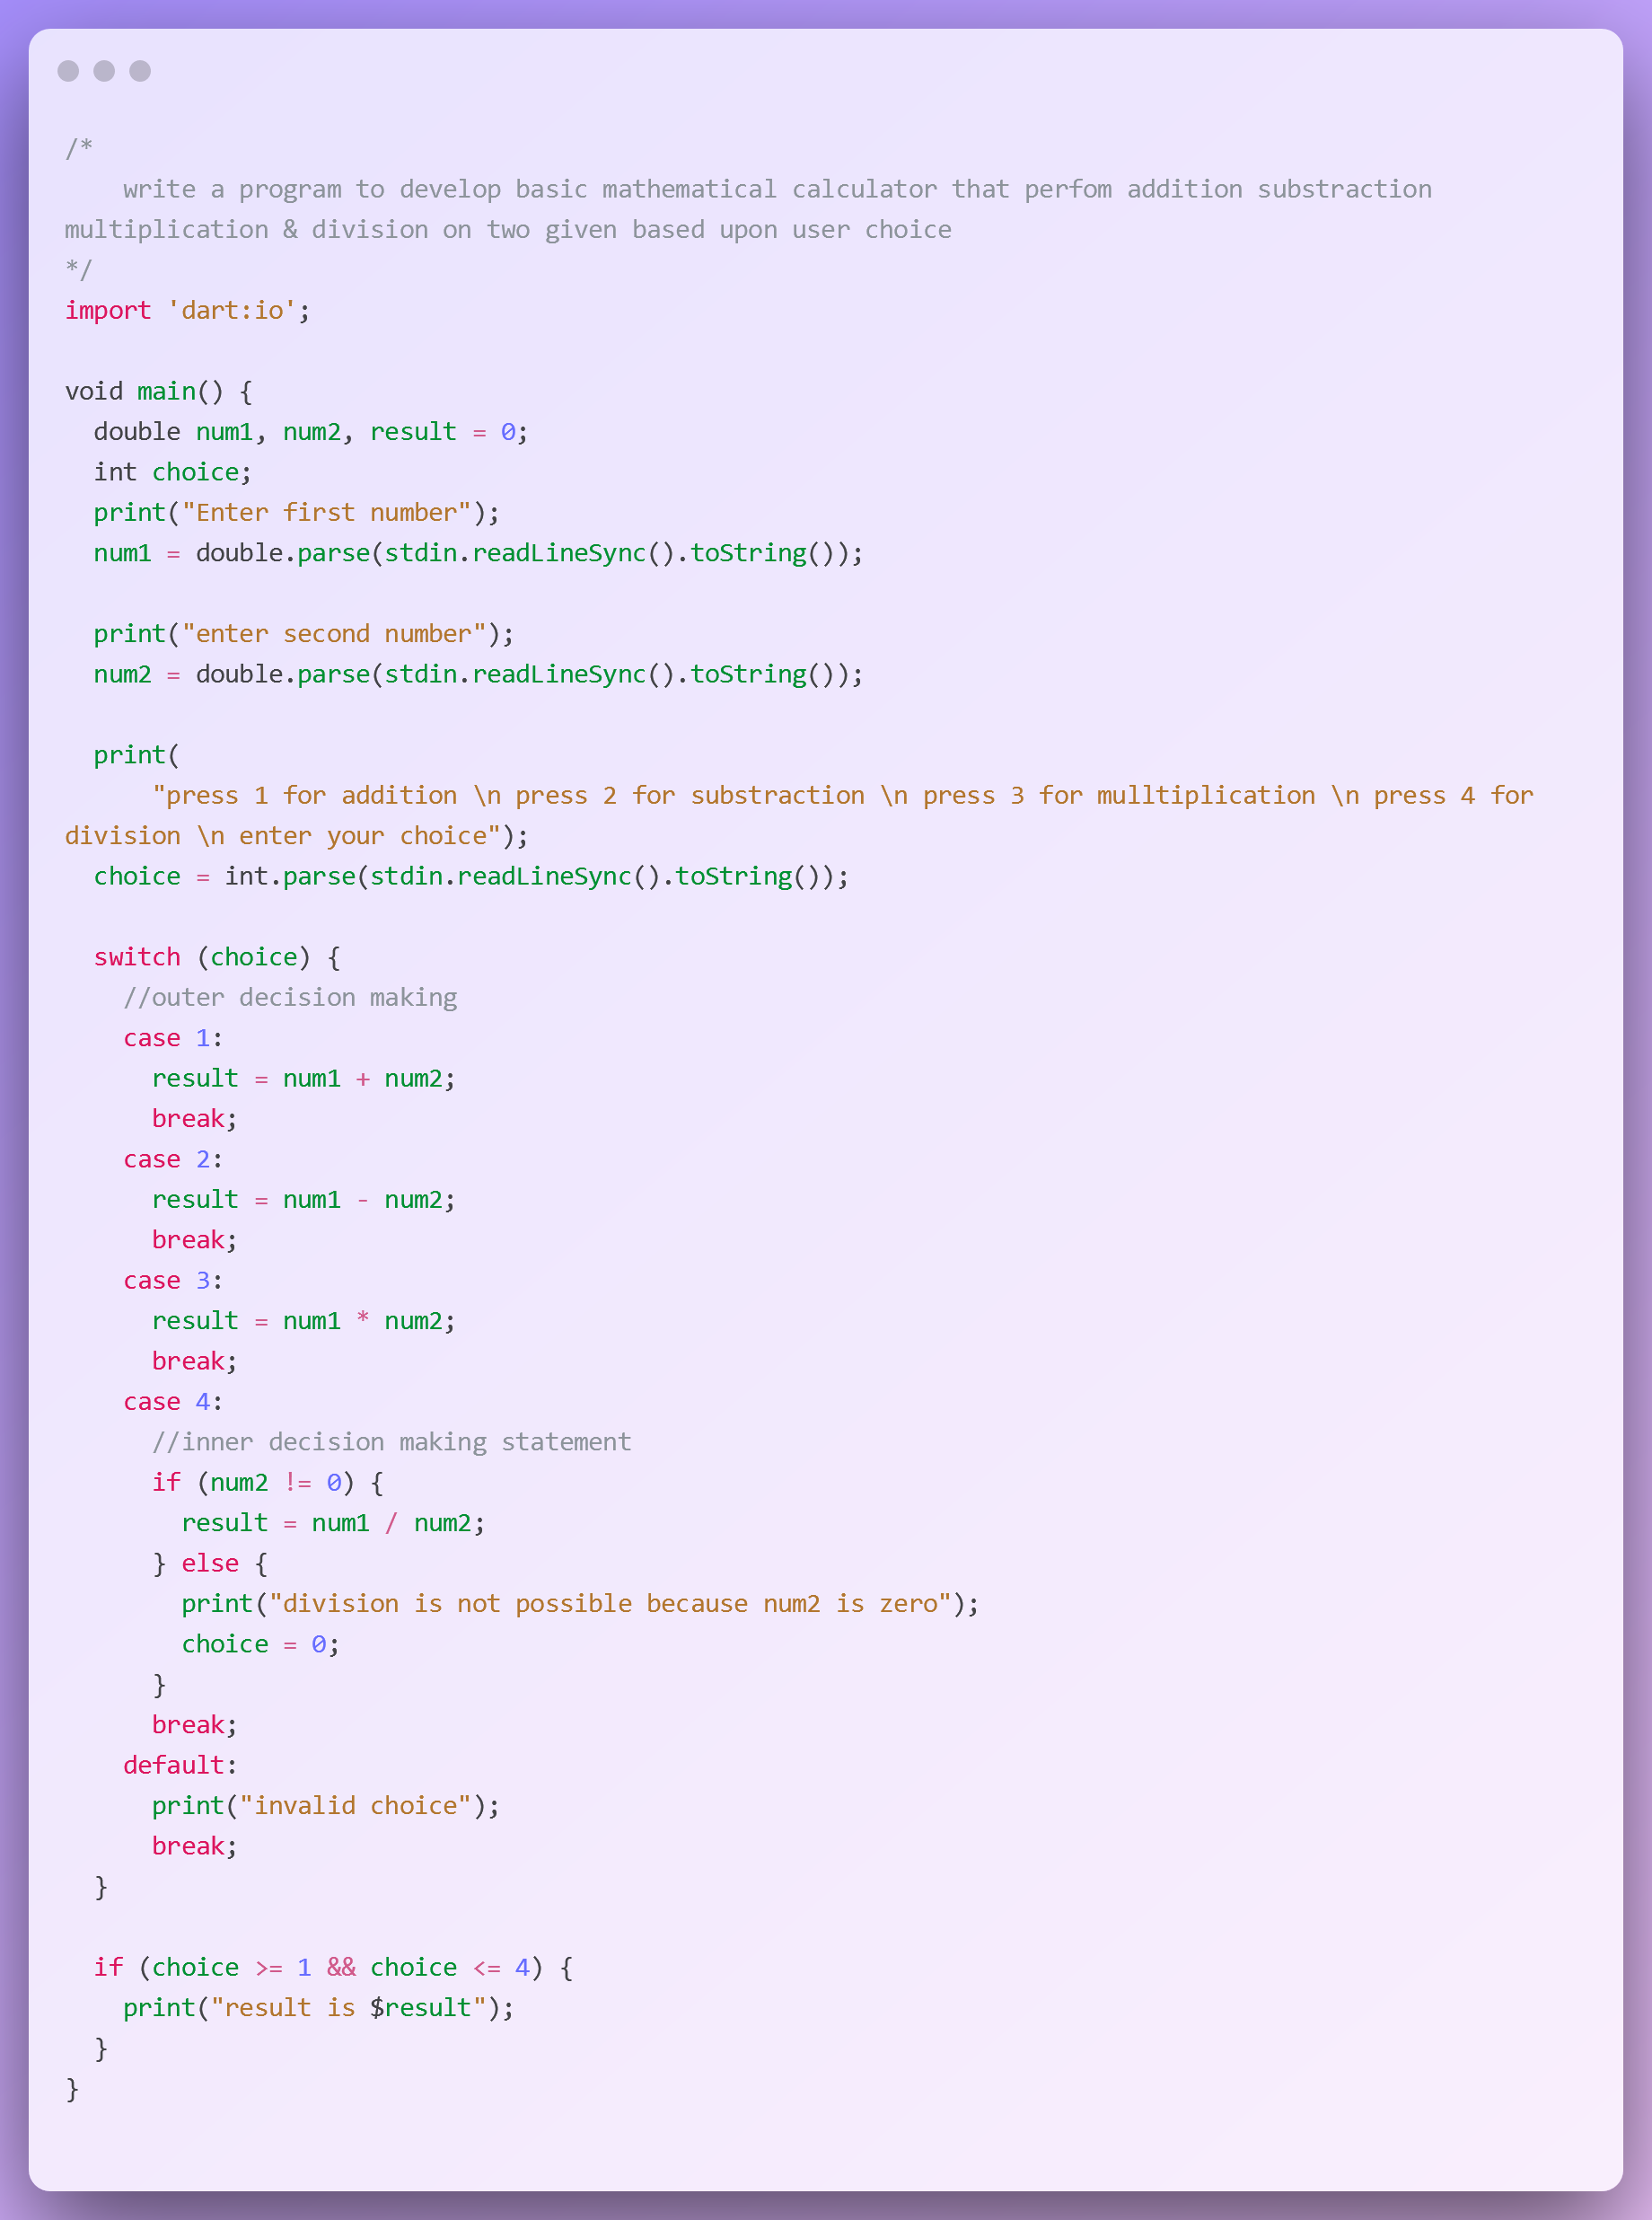 /*
    write a program to develop basic mathematical calculator that perfom addition substraction
multiplication & division on two given based upon user choice
*/
import 'dart:io';

void main() {
  double num1, num2, result = 0;
  int choice;
  print("Enter first number");
  num1 = double.parse(stdin.readLineSync().toString());

  print("enter second number");
  num2 = double.parse(stdin.readLineSync().toString());

  print(
      "press 1 for addition \n press 2 for substraction \n press 3 for mulltiplication \n press 4 for
division \n enter your choice");
  choice = int.parse(stdin.readLineSync().toString());

  switch (choice) {
    //outer decision making
    case 1:
      result = num1 + num2;
      break;
    case 2:
      result = num1 - num2;
      break;
    case 3:
      result = num1 * num2;
      break;
    case 4:
      //inner decision making statement
      if (num2 != 0) {
        result = num1 / num2;
      } else {
        print("division is not possible because num2 is zero");
        choice = 0;
      }
      break;
    default:
      print("invalid choice");
      break;
  }

  if (choice >= 1 && choice <= 4) {
    print("result is $result");
  }
}